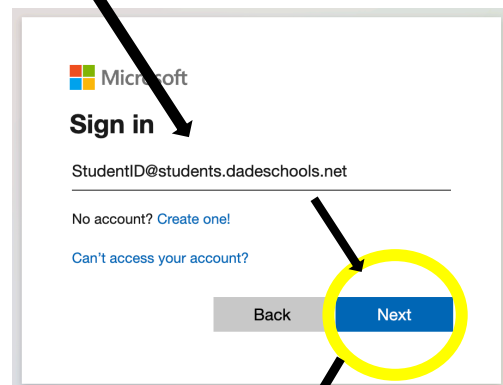 Microsoft
Sign in
StudentID@students.dadeschools.net
No account? Create one!
Can't access your account?
Back
Next